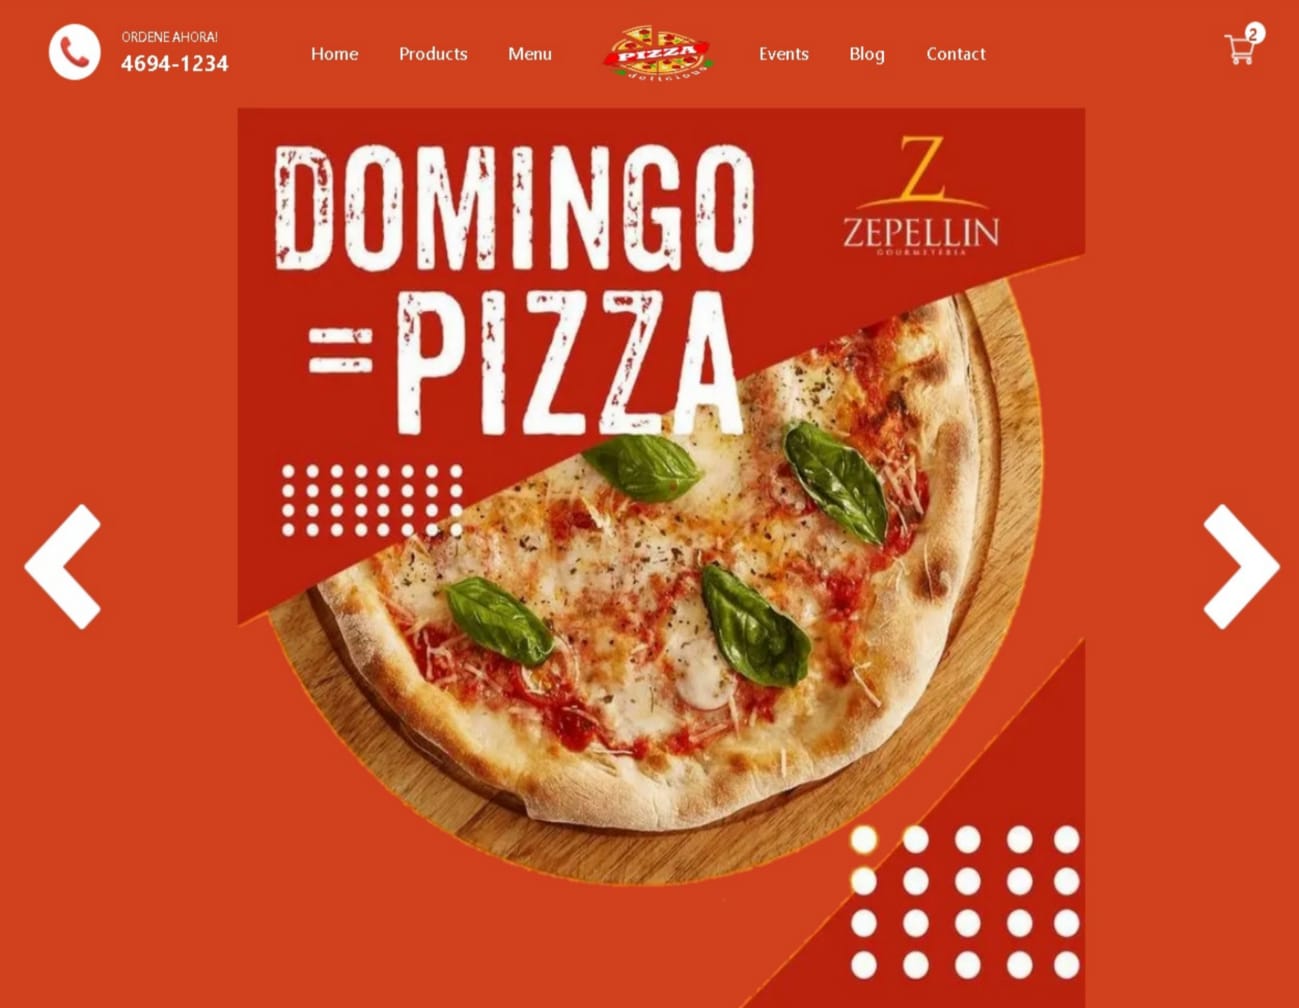 ORDENE AHORA!
4694-1234
Home
Products
Menu
PIZZA
delicious
Events
Blog
Contact
2
DOMINGO
=PIZZA
Z
ZEPELLIN
GOURMETERIA